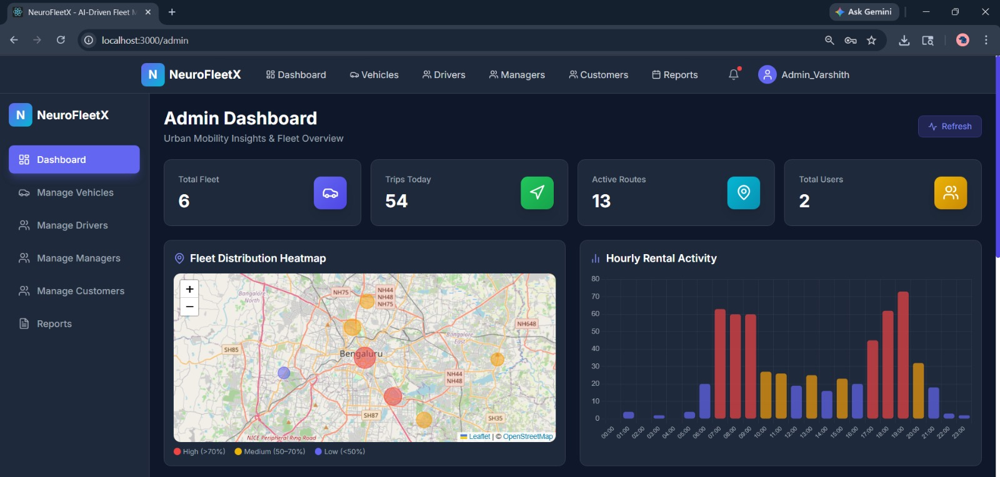 NeuroFleetX - AI-Driven Fleet M
Ask Gemini
localhost:3000/admin
N NeuroFleetX Dashboard Vehicles Drivers Managers Customers Reports Admin_Varshith
N NeuroFleetX
Dashboard
Manage Vehicles
Manage Drivers
Manage Managers
Manage Customers
Reports
Admin Dashboard
Urban Mobility Insights & Fleet Overview
Refresh
Total Fleet
6
Trips Today
54
Active Routes
13
Total Users
2
Fleet Distribution Heatmap
+
−
Bangalore
North
NH75
NH44
NH48
NH75
NH648
Bangalore
East
SH85
Bengaluru
NH44
NH48
SH87
SH35
NICE Peripheral Ring Road
Leaflet | © OpenStreetMap
High (>70%) Medium (50–70%) Low (<50%)
Hourly Rental Activity
80
70
60
50
40
30
20
10
0
00:00 01:00 02:00 03:00 04:00 05:00 06:00 07:00 08:00 09:00 10:00 11:00 12:00 13:00 14:00 15:00 16:00 17:00 18:00 19:00 20:00 21:00 22:00 23:00